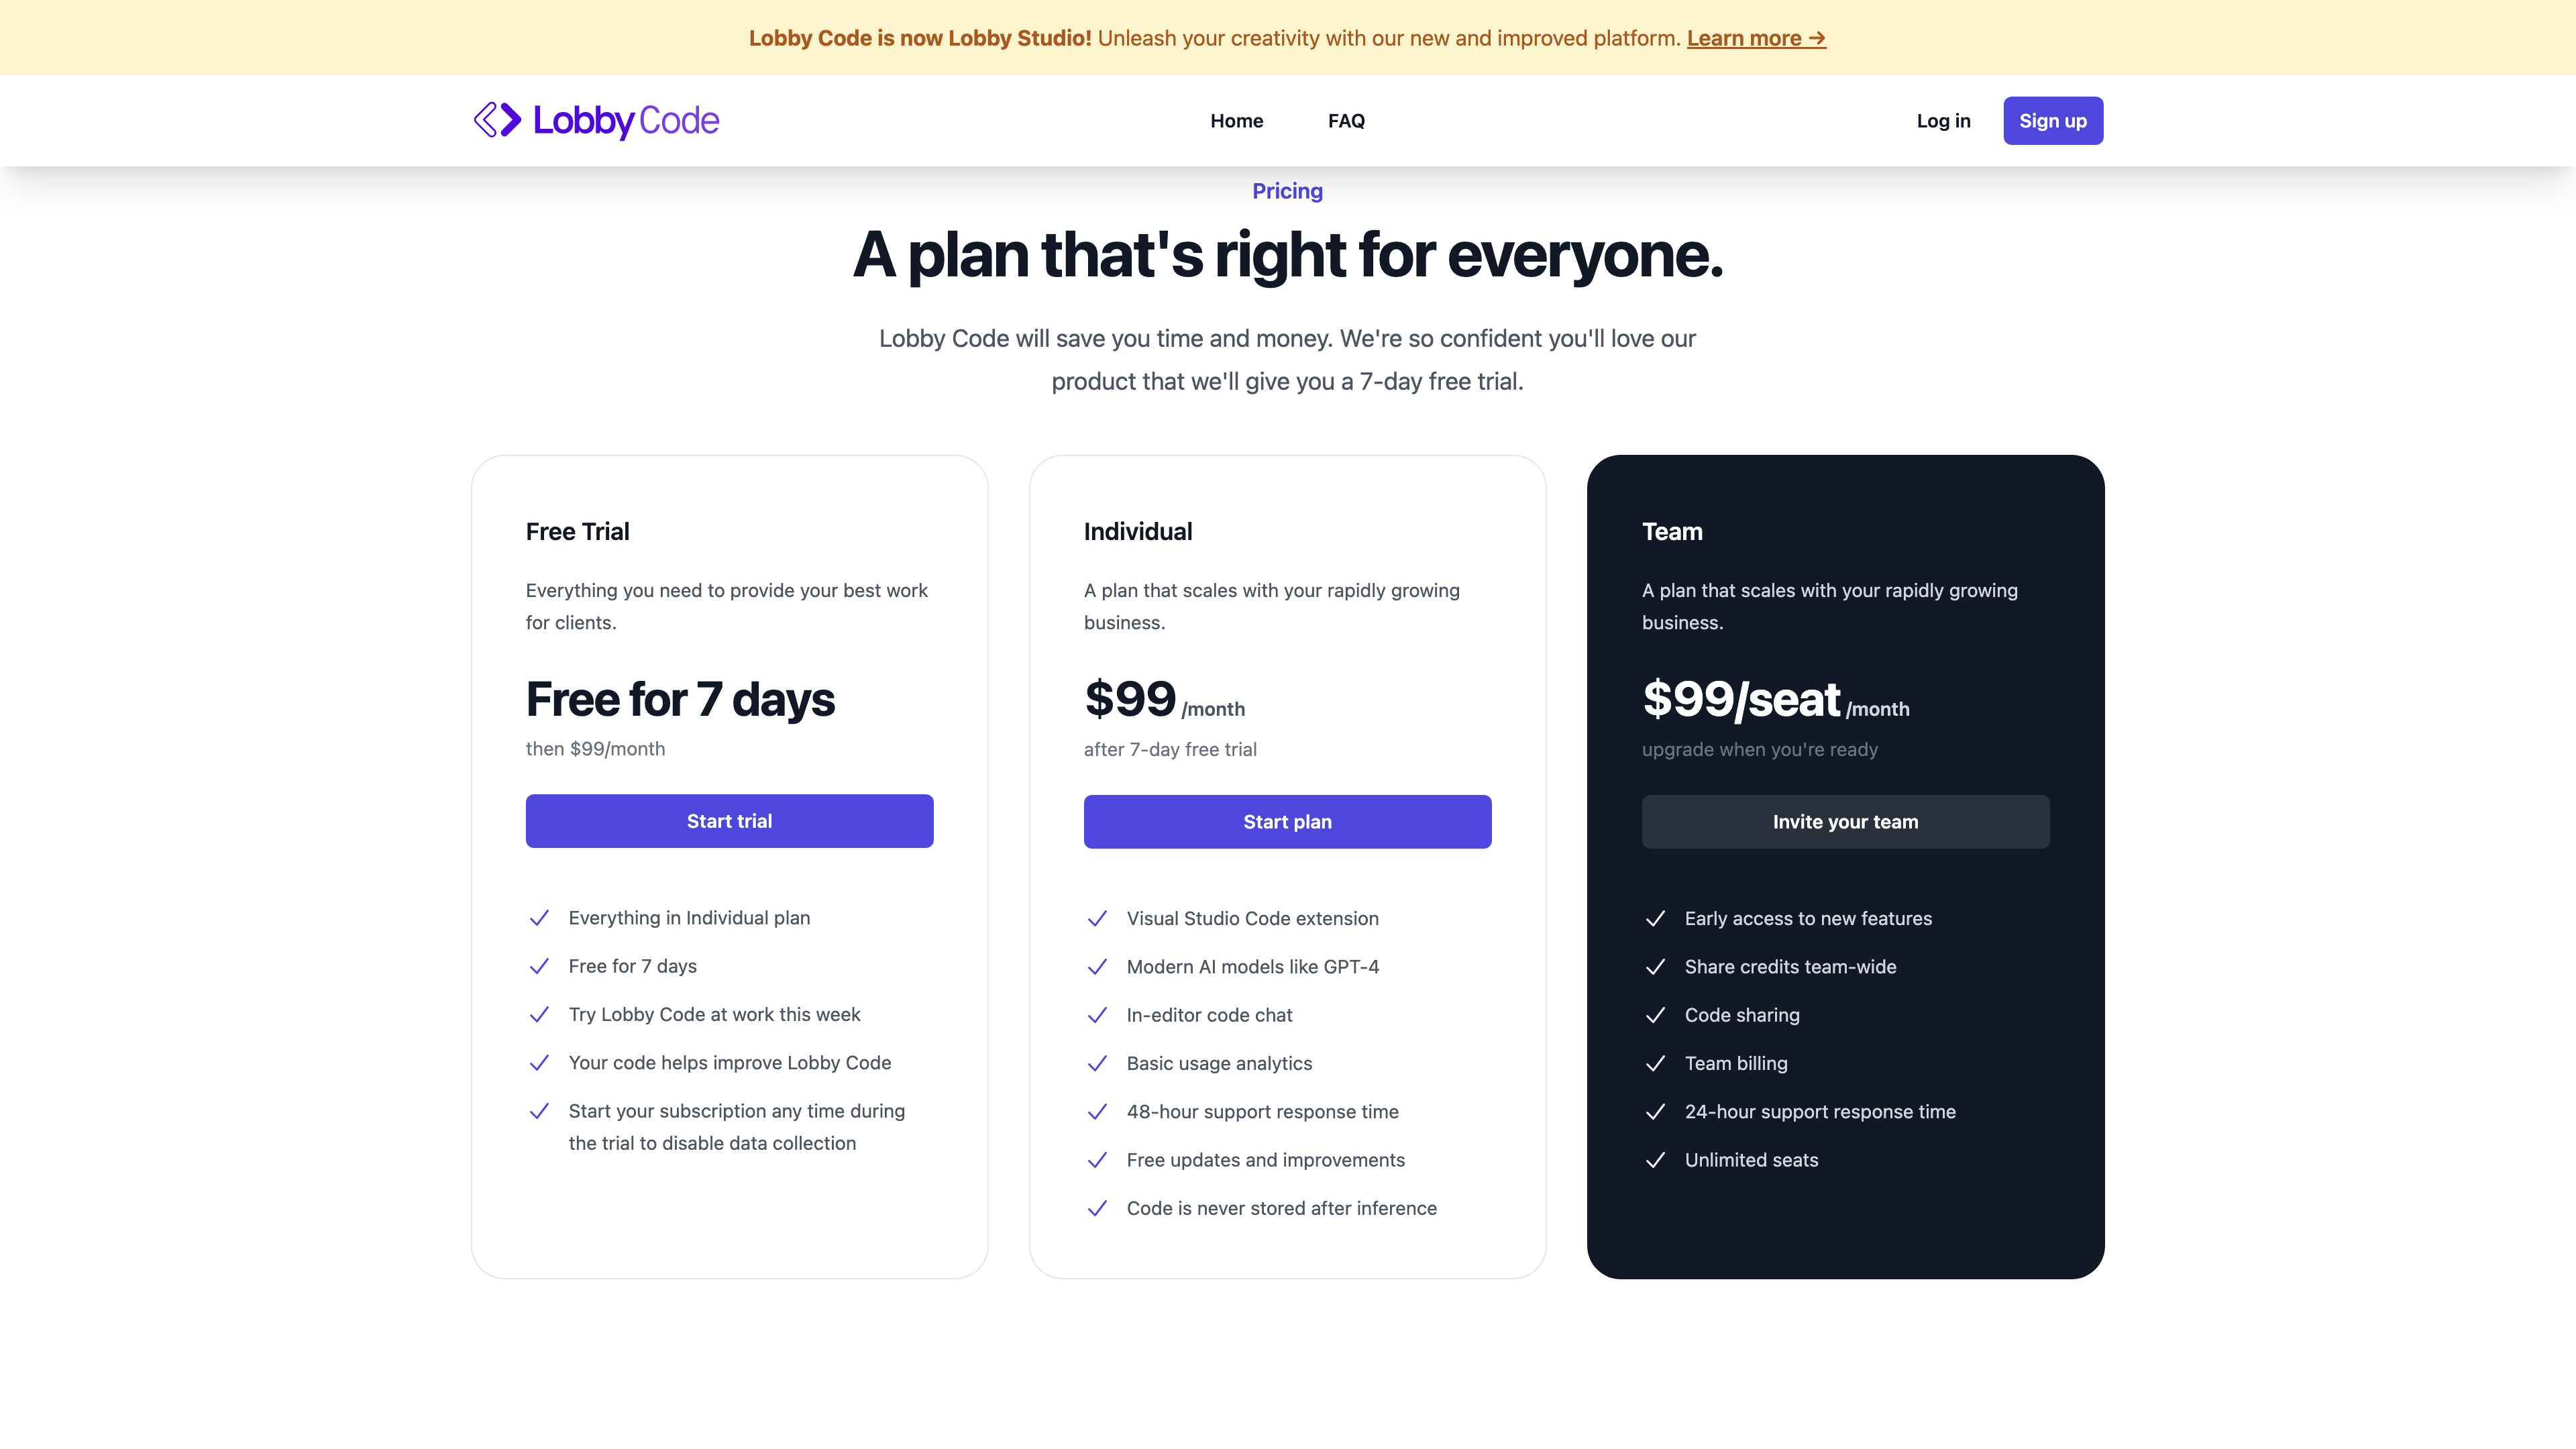 Lobby Code is now Lobby Studio! Unleash your creativity with our new and improved platform. Learn more →
LobbyCode
Home
FAQ
Log in
Sign up
Pricing
A plan that's right for everyone.
Lobby Code will save you time and money. We're so confident you'll love our
product that we'll give you a 7-day free trial.
Free Trial
Everything you need to provide your best work
for clients.
Free for 7 days
then $99/month
Start trial
Everything in Individual plan
Free for 7 days
Try Lobby Code at work this week
Your code helps improve Lobby Code
Start your subscription any time during
the trial to disable data collection
Individual
A plan that scales with your rapidly growing
business.
$99 /month
after 7-day free trial
Start plan
Visual Studio Code extension
Modern AI models like GPT-4
In-editor code chat
Basic usage analytics
48-hour support response time
Free updates and improvements
Code is never stored after inference
Team
A plan that scales with your rapidly growing
business.
$99/seat /month
upgrade when you're ready
Invite your team
Early access to new features
Share credits team-wide
Code sharing
Team billing
24-hour support response time
Unlimited seats